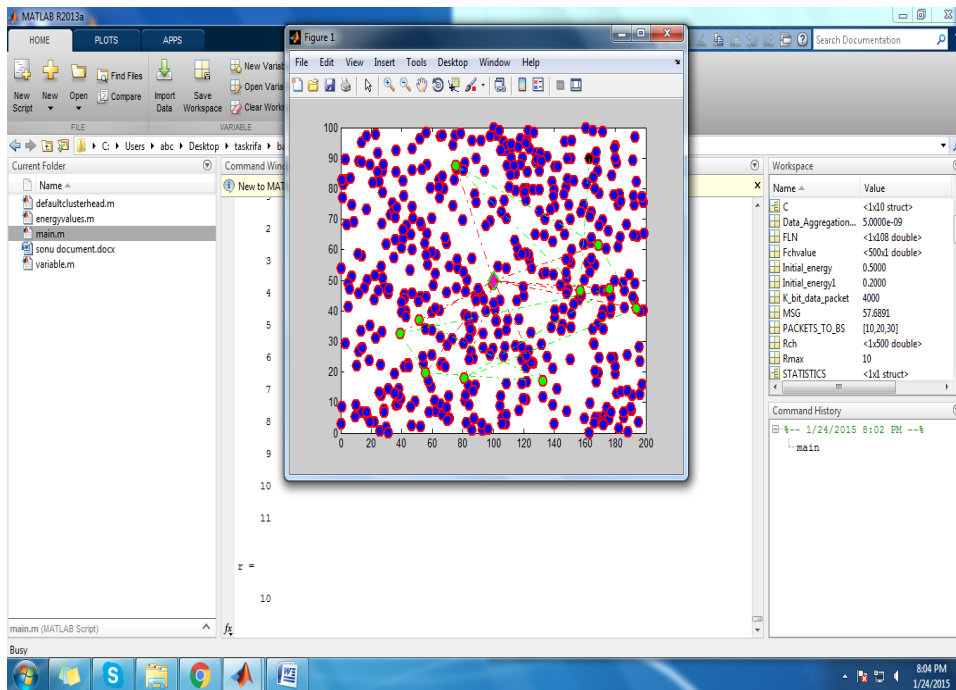 MATLAB R2013a
HOME PLOTS APPS
Search Documentation
New Script
New
Open
Find Files
Compare
Import Data
Save Workspace
New Variab
Open Varia
Clear Works
FILE
VARIABLE
C: Users abc Desktop taskrifa ba
Current Folder
Name
defaultclusterhead.m
energyvalues.m
main.m
sonu document.docx
variable.m
main.m (MATLAB Script)
Command Wind
New to MAT
2
3
4
5
6
7
8
9
10
11
r =
10
fx
Figure 1
File Edit View Insert Tools Desktop Window Help
100
90
80
70
60
50
40
30
20
10
0
0 20 40 60 80 100 120 140 160 180 200
Workspace
Name Value
C <1x10 struct>
Data_Aggregation... 5.0000e-09
FLN <1x108 double>
Fchvalue <500x1 double>
Initial_energy 0.5000
Initial_energy1 0.2000
K_bit_data_packet 4000
MSG 57.6891
PACKETS_TO_BS [10,20,30]
Rch <1x500 double>
Rmax 10
STATISTICS <1x1 struct>
Command History
%-- 1/24/2015 8:02 PM --%
main
Busy
8:04 PM
1/24/2015